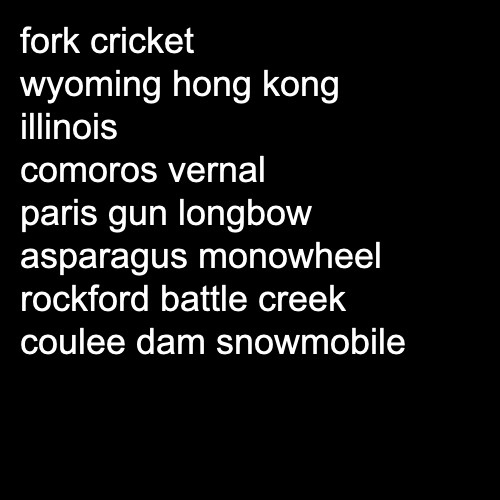 fork cricket
wyoming hong kong
illinois
comoros vernal
paris gun longbow
asparagus monowheel
rockford battle creek
coulee dam snowmobile